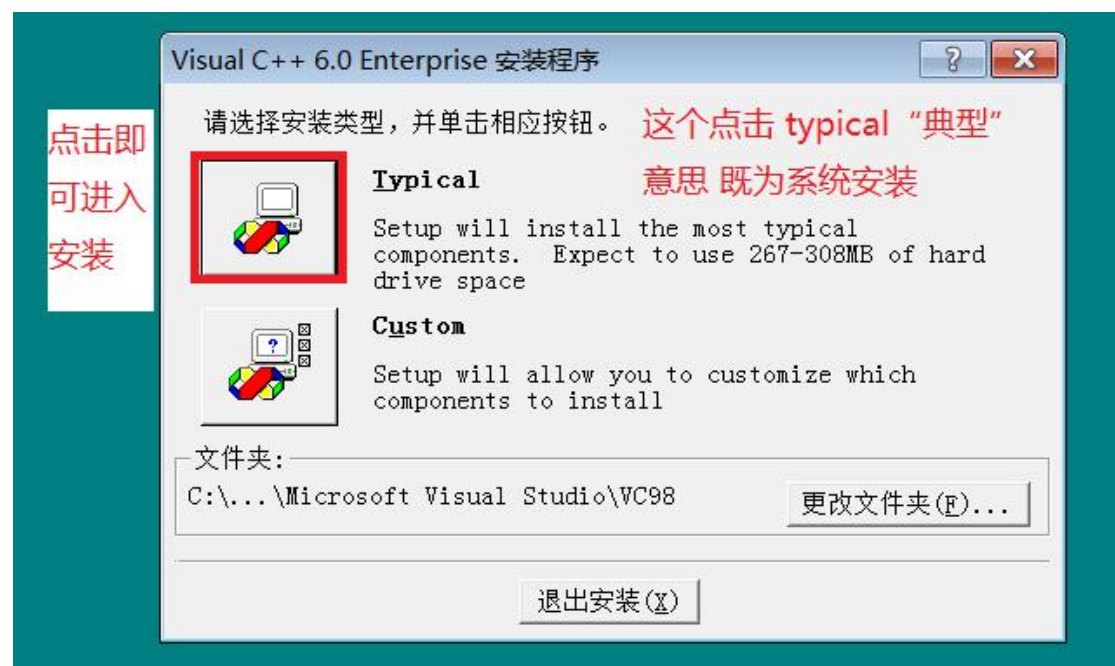 Visual C++ 6.0 Enterprise 安装程序
请选择安装类型，并单击相应按钮。
这个点击 typical “典型”
意思 既为系统安装
点击即
可进入
安装
Typical
Setup will install the most typical
components.  Expect to use 267-308MB of hard
drive space
Custom
Setup will allow you to customize which
components to install
文件夹:
C:\...\Microsoft Visual Studio\VC98
更改文件夹(F)...
退出安装(X)